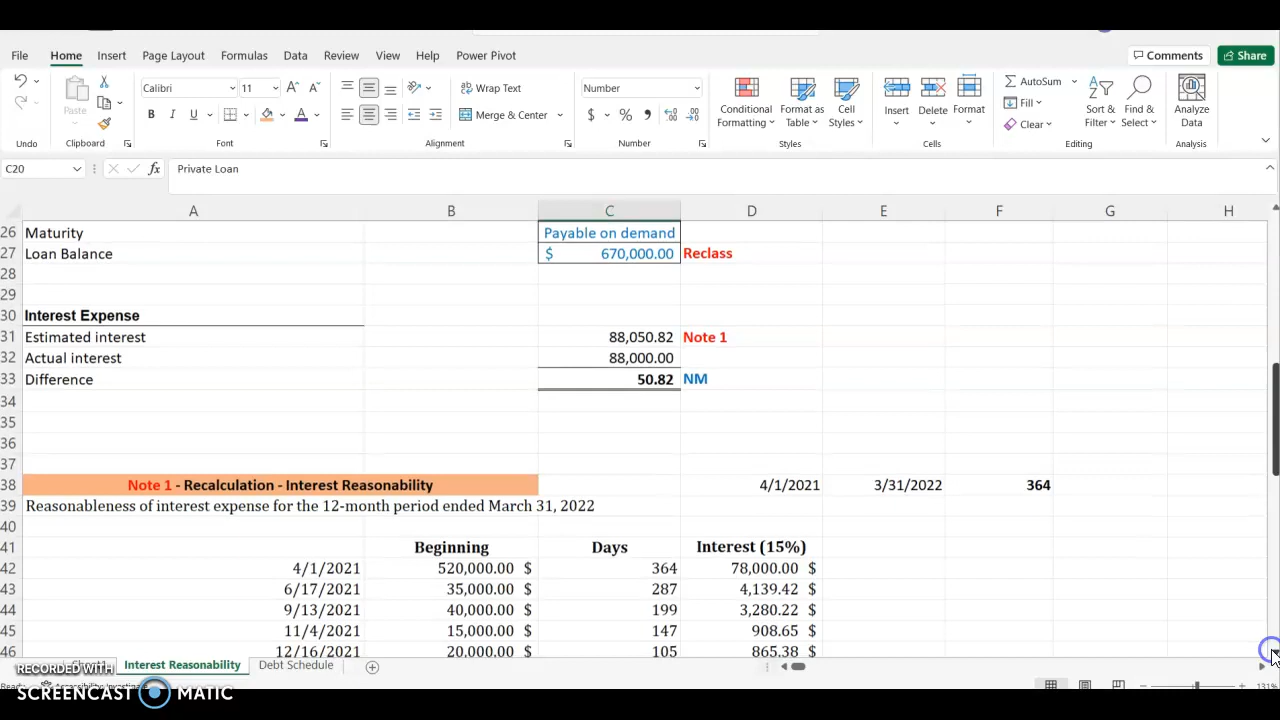 File Home Insert Page Layout Formulas Data Review View Help Power Pivot Comments Share
Calibri 11 Wrap Text Number AutoSum
Paste B I U Merge & Center $ % Conditional Formatting Format as Table Cell Styles Insert Delete Format Fill Clear Sort & Filter Find & Select Analyze Data
Undo Clipboard Font Alignment Number Styles Cells Editing Analysis
C20 fx Private Loan
A B C D E F G H
26 Maturity Payable on demand
27 Loan Balance $ 670,000.00 Reclass
28
29
30 Interest Expense
31 Estimated interest 88,050.82 Note 1
32 Actual interest 88,000.00
33 Difference 50.82 NM
34
35
36
37
38 Note 1 - Recalculation - Interest Reasonability 4/1/2021 3/31/2022 364
39 Reasonableness of interest expense for the 12-month period ended March 31, 2022
40
41 Beginning Days Interest (15%)
42 4/1/2021 520,000.00 $ 364 78,000.00 $
43 6/17/2021 35,000.00 $ 287 4,139.42 $
44 9/13/2021 40,000.00 $ 199 3,280.22 $
45 11/4/2021 15,000.00 $ 147 908.65 $
46 12/16/2021 20,000.00 $ 105 865.38 $
Interest Reasonability Debt Schedule
RECORDED WITH
SCREENCAST MATIC
131%